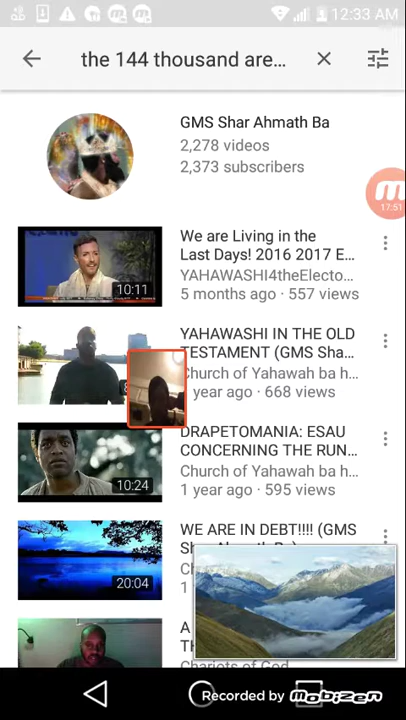 12:33 AM
the 144 thousand are...
GMS Shar Ahmath Ba
2,278 videos
2,373 subscribers
17:51
We are Living in the
Last Days! 2016 2017 E...
YAHAWASHI4theElecto...
5 months ago · 557 views
10:11
YAHAWASHI IN THE OLD
TESTAMENT (GMS Sha...
Church of Yahawah ba h...
year ago · 668 views
DRAPETOMANIA: ESAU
CONCERNING THE RUN...
Church of Yahawah ba h...
1 year ago · 595 views
10:24
WE ARE IN DEBT!!!! (GMS
20:04
A
Chariots of God
Recorded by Mobizen